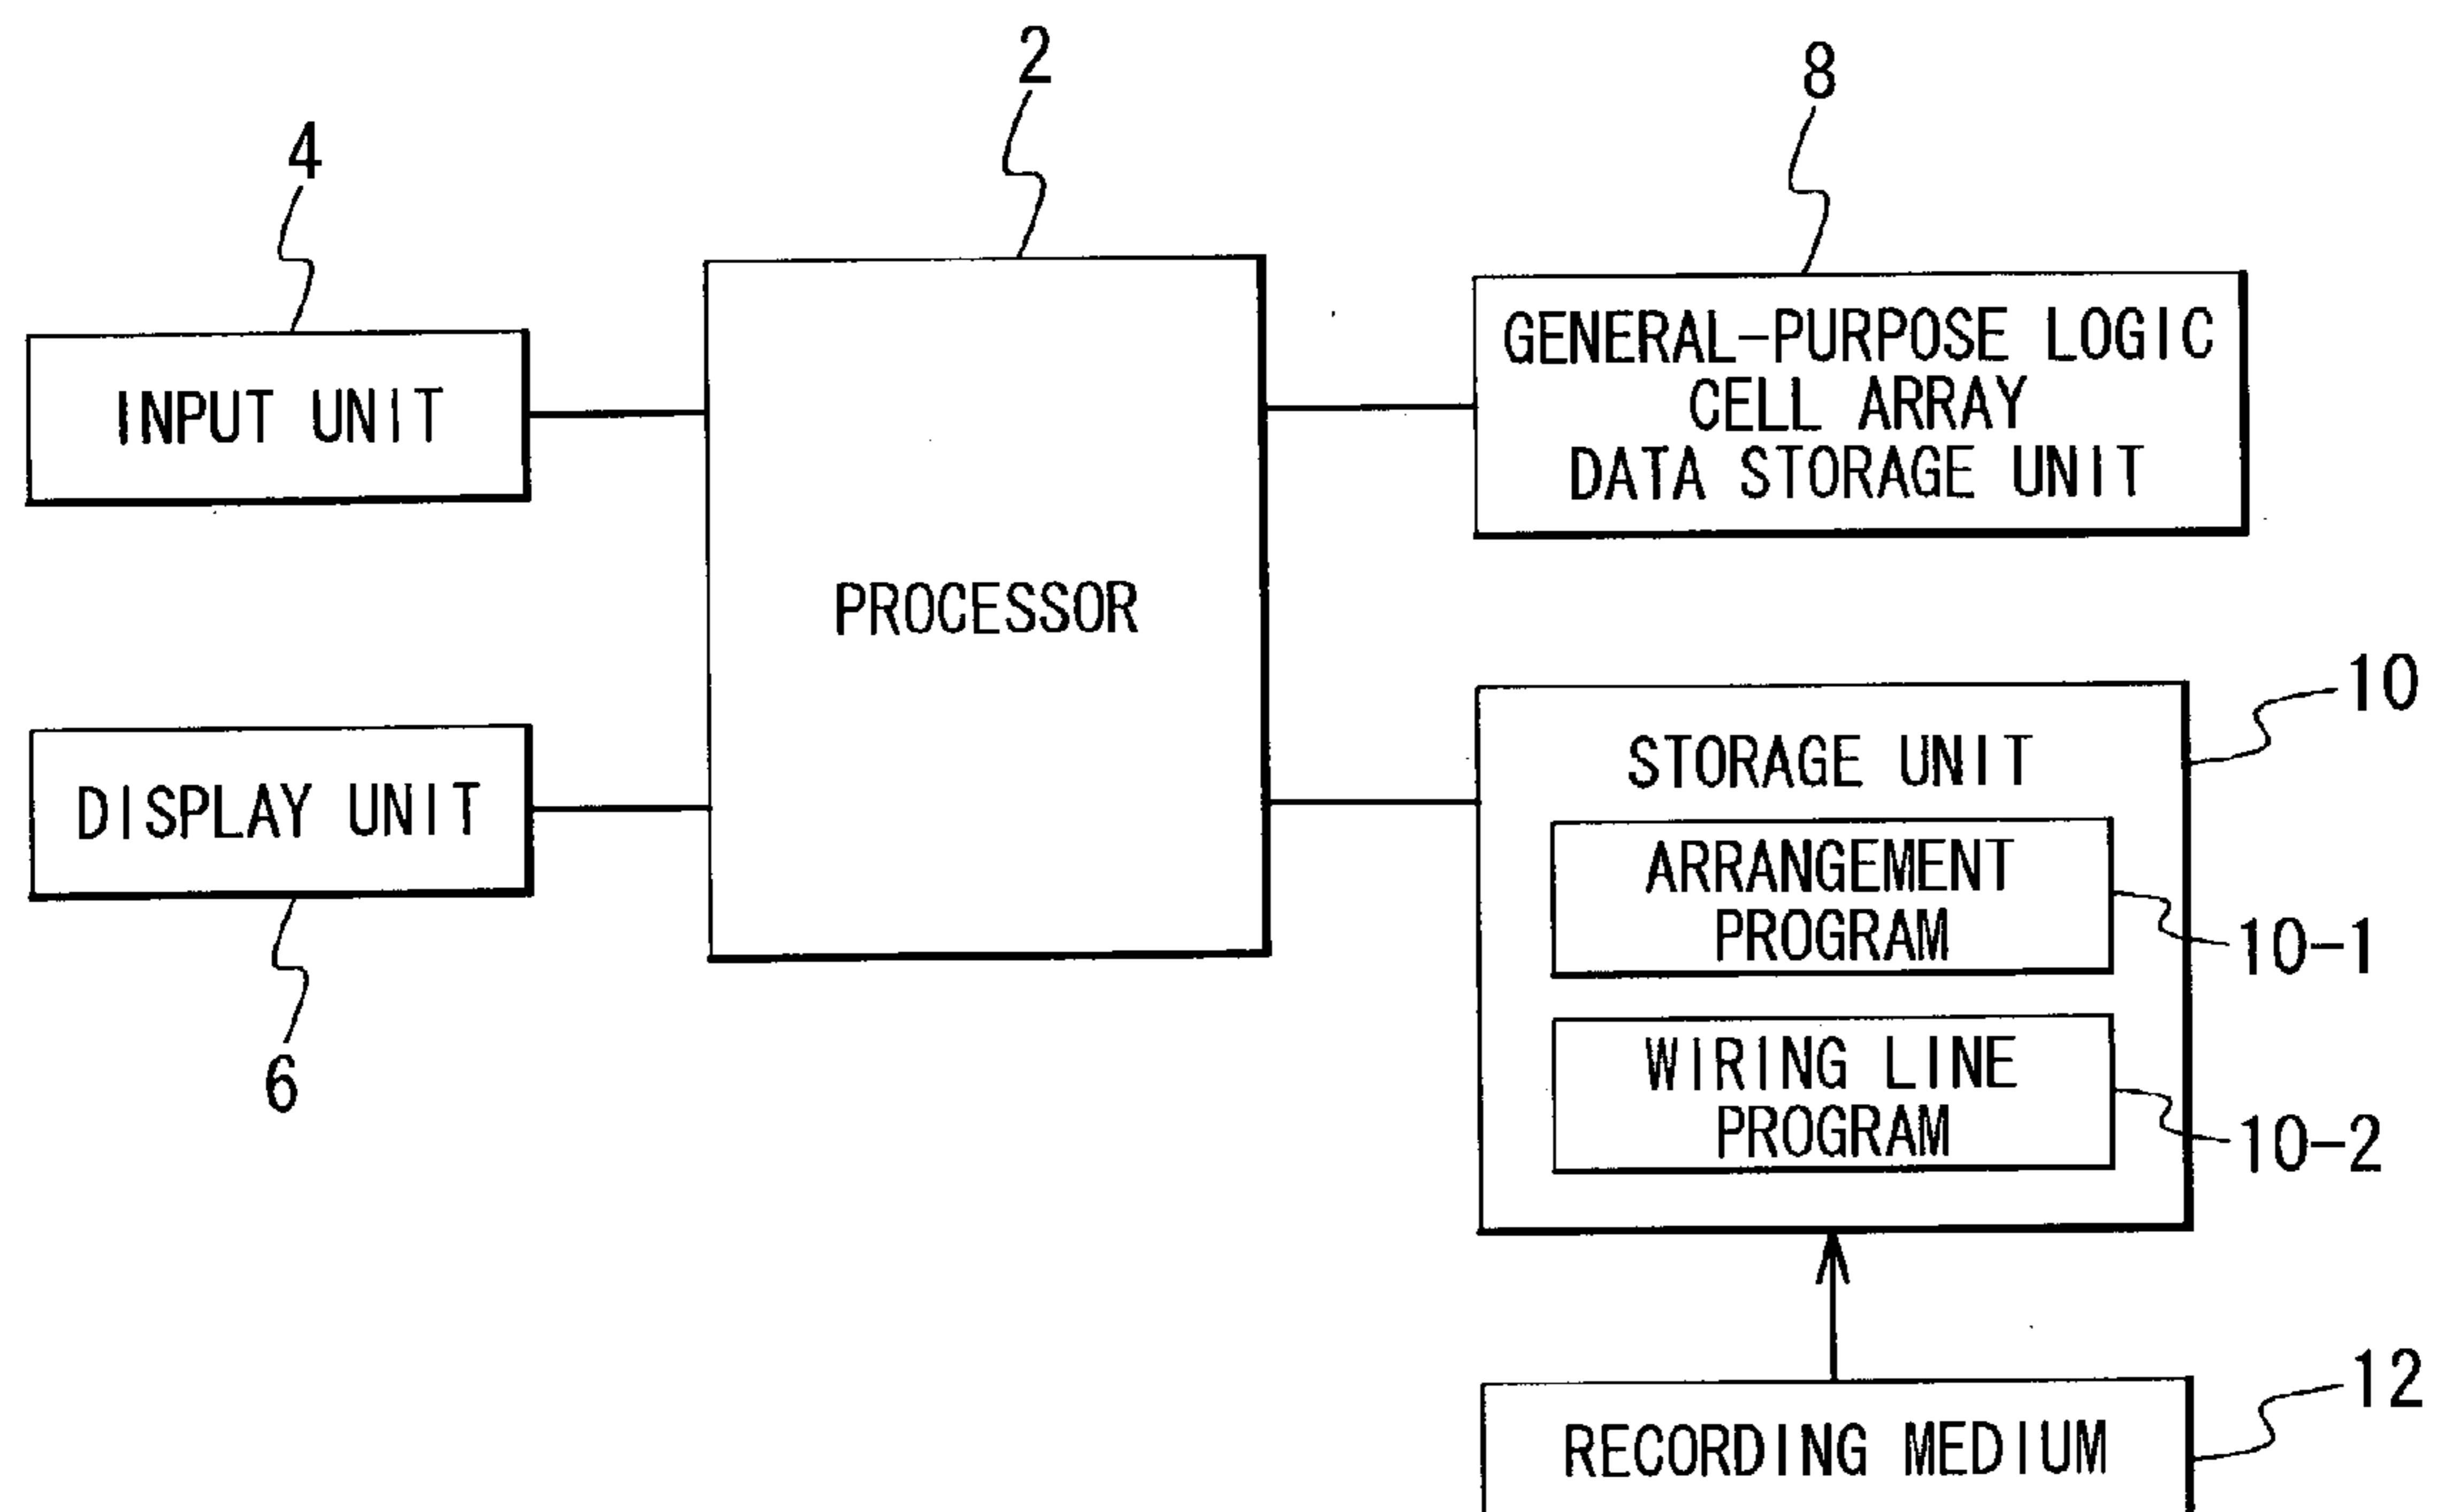 2
8
4
INPUT UNIT
GENERAL-PURPOSE LOGIC
CELL ARRAY
DATA STORAGE UNIT
PROCESSOR
10
STORAGE UNIT
DISPLAY UNIT
ARRANGEMENT
PROGRAM
10-1
6
WIRING LINE
PROGRAM
10-2
12
RECORDING MEDIUM